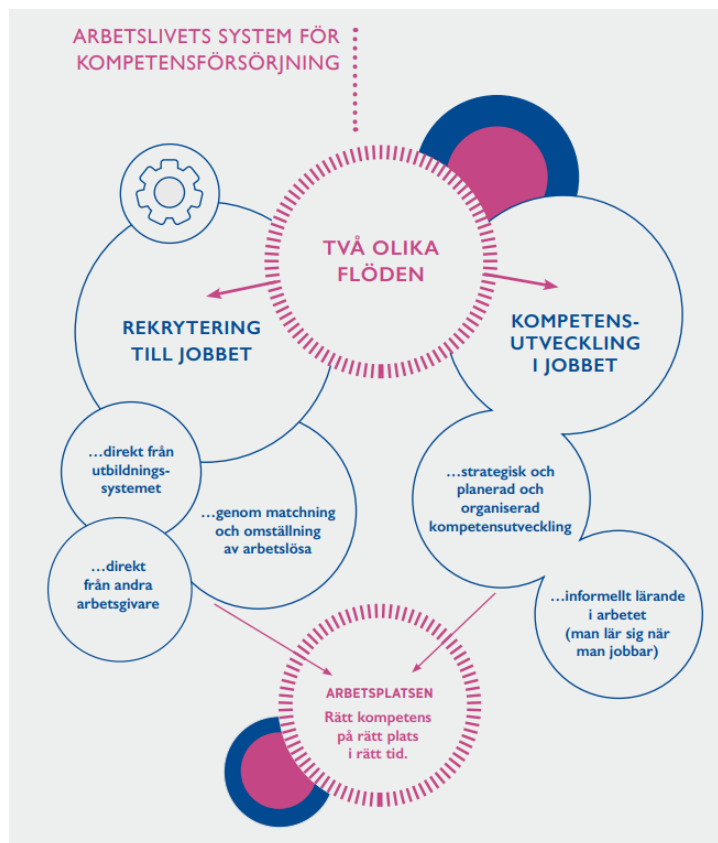 ARBETSLIVETS SYSTEM FÖR
KOMPETENSFÖRSÖRJNING
TVÅ OLIKA
FLÖDEN
REKRYTERING
TILL JOBBET
…direkt från
utbildnings-
systemet
…genom matchning
och omställning
av arbetslösa
…direkt
från andra
arbetsgivare
KOMPETENS-
UTVECKLING
I JOBBET
…strategisk och
planerad och
organiserad
kompetensutveckling
…informellt lärande
i arbetet
(man lär sig när
man jobbar)
ARBETSPLATSEN
Rätt kompetens
på rätt plats
i rätt tid.